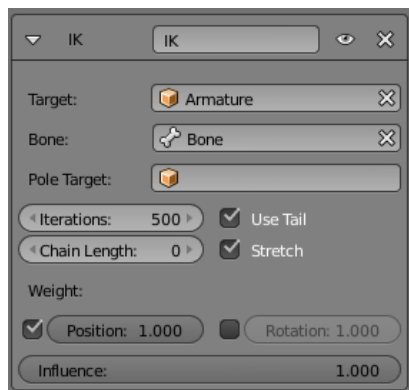 IK IK
Target: Armature
Bone: Bone
Pole Target:
Iterations: 500 Use Tail
Chain Length: 0 Stretch
Weight:
Position: 1.000 Rotation: 1.000
Influence: 1.000